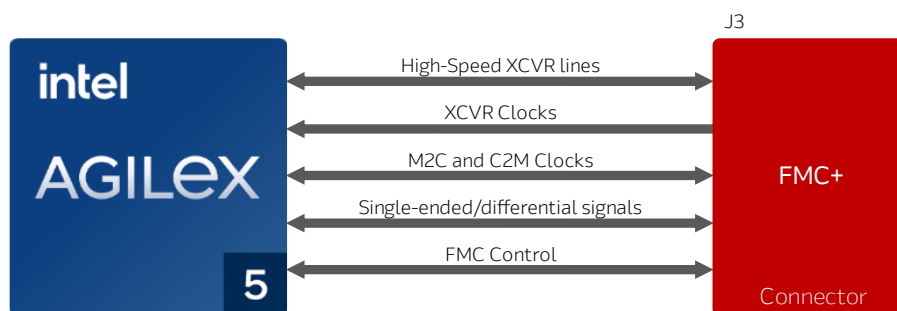 J3
intel
AGILEX
5
High-Speed XCVR lines
XCVR Clocks
M2C and C2M Clocks
Single-ended/differential signals
FMC Control
FMC+
Connector